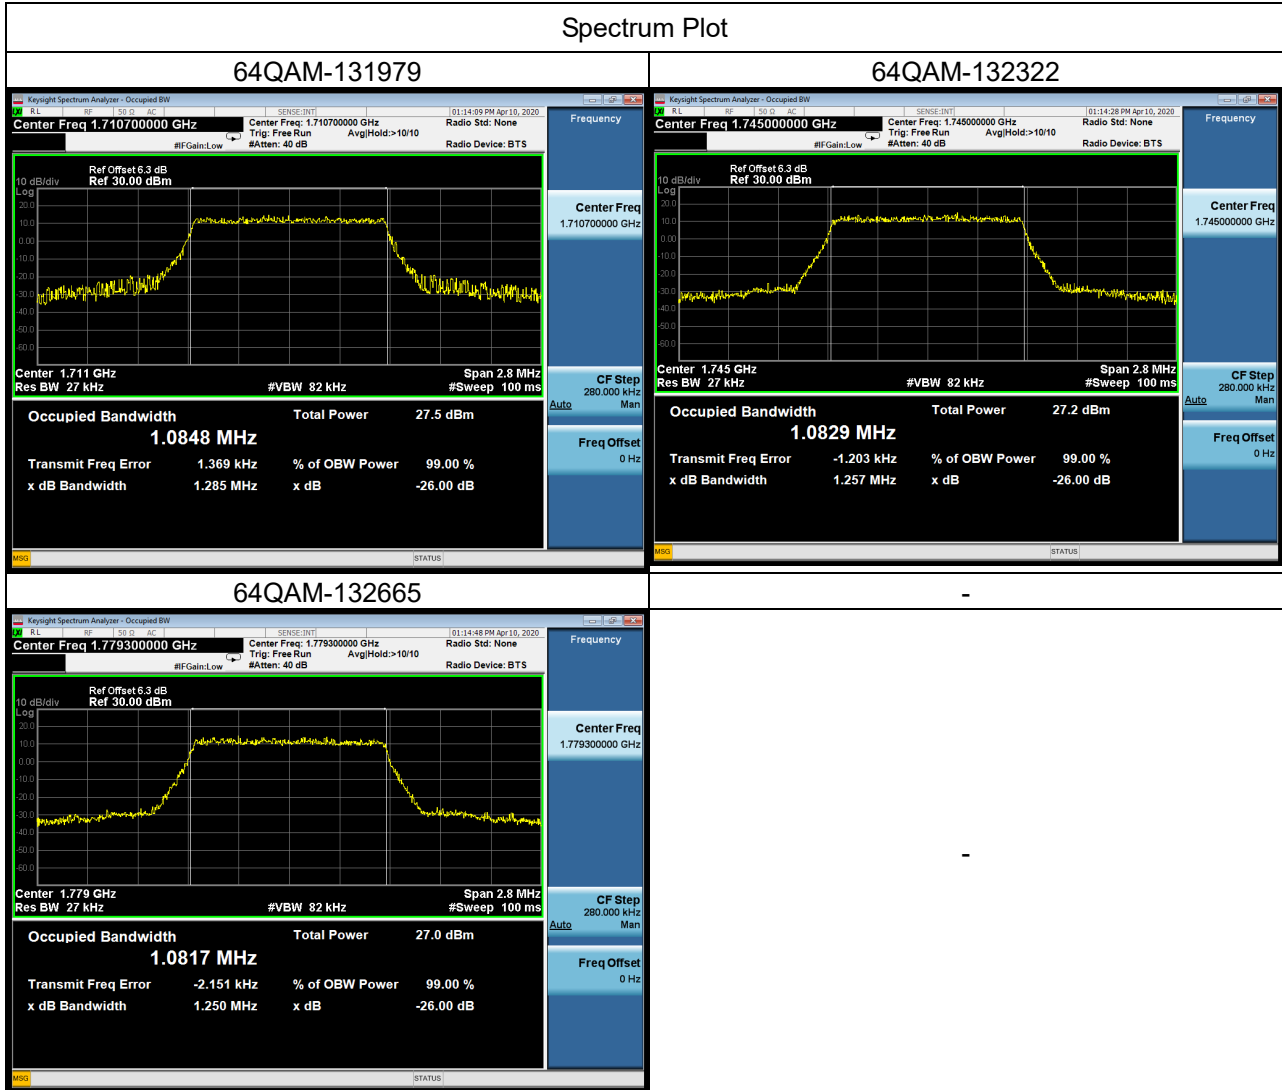 Spectrum Plot
64QAM-131979
64QAM-132322
Keysight Spectrum Analyzer - Occupied BW
RL RF 50 Ω AC SENSE:INT 01:14:09 PM Apr 10, 2020
Center Freq 1.710700000 GHz
Center Freq: 1.710700000 GHz
Radio Std: None
Trig: Free Run Avg|Hold:>10/10
#IFGain:Low
#Atten: 40 dB
Radio Device: BTS
Frequency
Ref Offset 6.3 dB
10 dB/div Ref 30.00 dBm
Log
20.0
10.0
0.00
-10.0
-20.0
-30.0
-40.0
-50.0
-60.0
Center 1.711 GHz Span 2.8 MHz
Res BW 27 kHz #VBW 82 kHz #Sweep 100 ms
Occupied Bandwidth Total Power 27.5 dBm
1.0848 MHz
Transmit Freq Error 1.369 kHz % of OBW Power 99.00 %
x dB Bandwidth 1.285 MHz x dB -26.00 dB
Center Freq
1.710700000 GHz
CF Step
280.000 kHz
Auto Man
Freq Offset
0 Hz
MSG STATUS
Keysight Spectrum Analyzer - Occupied BW
RL RF 50 Ω AC SENSE:INT 01:14:28 PM Apr 10, 2020
Center Freq 1.745000000 GHz
Center Freq: 1.745000000 GHz
Radio Std: None
Trig: Free Run Avg|Hold:>10/10
#IFGain:Low
#Atten: 40 dB
Radio Device: BTS
Frequency
Ref Offset 6.3 dB
10 dB/div Ref 30.00 dBm
Log
20.0
10.0
0.00
-10.0
-20.0
-30.0
-40.0
-50.0
-60.0
Center 1.745 GHz Span 2.8 MHz
Res BW 27 kHz #VBW 82 kHz #Sweep 100 ms
Occupied Bandwidth Total Power 27.2 dBm
1.0829 MHz
Transmit Freq Error -1.203 kHz % of OBW Power 99.00 %
x dB Bandwidth 1.257 MHz x dB -26.00 dB
Center Freq
1.745000000 GHz
CF Step
280.000 kHz
Auto Man
Freq Offset
0 Hz
MSG STATUS
64QAM-132665
-
Keysight Spectrum Analyzer - Occupied BW
RL RF 50 Ω AC SENSE:INT 01:14:48 PM Apr 10, 2020
Center Freq 1.779300000 GHz
Center Freq: 1.779300000 GHz
Radio Std: None
Trig: Free Run Avg|Hold:>10/10
#IFGain:Low
#Atten: 40 dB
Radio Device: BTS
Frequency
Ref Offset 6.3 dB
10 dB/div Ref 30.00 dBm
Log
20.0
10.0
0.00
-10.0
-20.0
-30.0
-40.0
-50.0
-60.0
Center 1.779 GHz Span 2.8 MHz
Res BW 27 kHz #VBW 82 kHz #Sweep 100 ms
Occupied Bandwidth Total Power 27.0 dBm
1.0817 MHz
Transmit Freq Error -2.151 kHz % of OBW Power 99.00 %
x dB Bandwidth 1.250 MHz x dB -26.00 dB
Center Freq
1.779300000 GHz
CF Step
280.000 kHz
Auto Man
Freq Offset
0 Hz
MSG STATUS
-